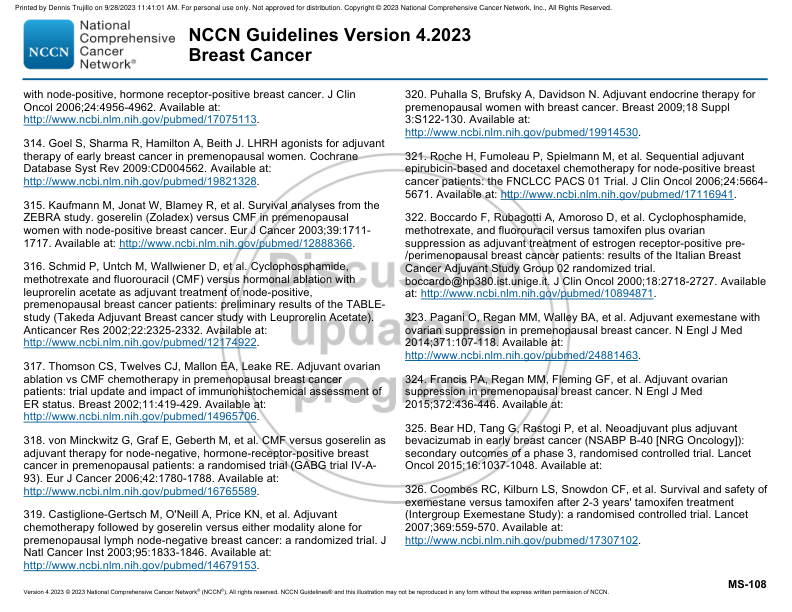 Printed by Dennis Trujillo on 9/28/2023 11:41:01 AM. For personal use only. Not approved for distribution. Copyright © 2023 National Comprehensive Cancer Network, Inc., All Rights Reserved.
NCCN
National
Comprehensive
Cancer
Network®
NCCN Guidelines Version 4.2023
Breast Cancer
with node-positive, hormone receptor-positive breast cancer. J Clin
Oncol 2006;24:4956-4962. Available at:
http://www.ncbi.nlm.nih.gov/pubmed/17075113.
314. Goel S, Sharma R, Hamilton A, Beith J. LHRH agonists for adjuvant
therapy of early breast cancer in premenopausal women. Cochrane
Database Syst Rev 2009:CD004562. Available at:
http://www.ncbi.nlm.nih.gov/pubmed/19821328.
315. Kaufmann M, Jonat W, Blamey R, et al. Survival analyses from the
ZEBRA study. goserelin (Zoladex) versus CMF in premenopausal
women with node-positive breast cancer. Eur J Cancer 2003;39:1711-
1717. Available at: http://www.ncbi.nlm.nih.gov/pubmed/12888366.
316. Schmid P, Untch M, Wallwiener D, et al. Cyclophosphamide,
methotrexate and fluorouracil (CMF) versus hormonal ablation with
leuprorelin acetate as adjuvant treatment of node-positive,
premenopausal breast cancer patients: preliminary results of the TABLE-
study (Takeda Adjuvant Breast cancer study with Leuprorelin Acetate).
Anticancer Res 2002;22:2325-2332. Available at:
http://www.ncbi.nlm.nih.gov/pubmed/12174922.
317. Thomson CS, Twelves CJ, Mallon EA, Leake RE. Adjuvant ovarian
ablation vs CMF chemotherapy in premenopausal breast cancer
patients: trial update and impact of immunohistochemical assessment of
ER status. Breast 2002;11:419-429. Available at:
http://www.ncbi.nlm.nih.gov/pubmed/14965706.
318. von Minckwitz G, Graf E, Geberth M, et al. CMF versus goserelin as
adjuvant therapy for node-negative, hormone-receptor-positive breast
cancer in premenopausal patients: a randomised trial (GABG trial IV-A-
93). Eur J Cancer 2006;42:1780-1788. Available at:
http://www.ncbi.nlm.nih.gov/pubmed/16765589.
319. Castiglione-Gertsch M, O'Neill A, Price KN, et al. Adjuvant
chemotherapy followed by goserelin versus either modality alone for
premenopausal lymph node-negative breast cancer: a randomized trial. J
Natl Cancer Inst 2003;95:1833-1846. Available at:
http://www.ncbi.nlm.nih.gov/pubmed/14679153.
320. Puhalla S, Brufsky A, Davidson N. Adjuvant endocrine therapy for
premenopausal women with breast cancer. Breast 2009;18 Suppl
3:S122-130. Available at:
http://www.ncbi.nlm.nih.gov/pubmed/19914530.
321. Roche H, Fumoleau P, Spielmann M, et al. Sequential adjuvant
epirubicin-based and docetaxel chemotherapy for node-positive breast
cancer patients: the FNCLCC PACS 01 Trial. J Clin Oncol 2006;24:5664-
5671. Available at: http://www.ncbi.nlm.nih.gov/pubmed/17116941.
322. Boccardo F, Rubagotti A, Amoroso D, et al. Cyclophosphamide,
methotrexate, and fluorouracil versus tamoxifen plus ovarian
suppression as adjuvant treatment of estrogen receptor-positive pre-
/perimenopausal breast cancer patients: results of the Italian Breast
Cancer Adjuvant Study Group 02 randomized trial.
boccardo@hp380.ist.unige.it. J Clin Oncol 2000;18:2718-2727. Available
at: http://www.ncbi.nlm.nih.gov/pubmed/10894871.
323. Pagani O, Regan MM, Walley BA, et al. Adjuvant exemestane with
ovarian suppression in premenopausal breast cancer. N Engl J Med
2014;371:107-118. Available at:
http://www.ncbi.nlm.nih.gov/pubmed/24881463.
324. Francis PA, Regan MM, Fleming GF, et al. Adjuvant ovarian
suppression in premenopausal breast cancer. N Engl J Med
2015;372:436-446. Available at:
325. Bear HD, Tang G, Rastogi P, et al. Neoadjuvant plus adjuvant
bevacizumab in early breast cancer (NSABP B-40 [NRG Oncology]):
secondary outcomes of a phase 3, randomised controlled trial. Lancet
Oncol 2015;16:1037-1048. Available at:
326. Coombes RC, Kilburn LS, Snowdon CF, et al. Survival and safety of
exemestane versus tamoxifen after 2-3 years' tamoxifen treatment
(Intergroup Exemestane Study): a randomised controlled trial. Lancet
2007;369:559-570. Available at:
http://www.ncbi.nlm.nih.gov/pubmed/17307102.
Discussion
update in
progress
MS-108
Version 4.2023 © 2023 National Comprehensive Cancer Network® (NCCN®), All rights reserved. NCCN Guidelines® and this illustration may not be reproduced in any form without the express written permission of NCCN.